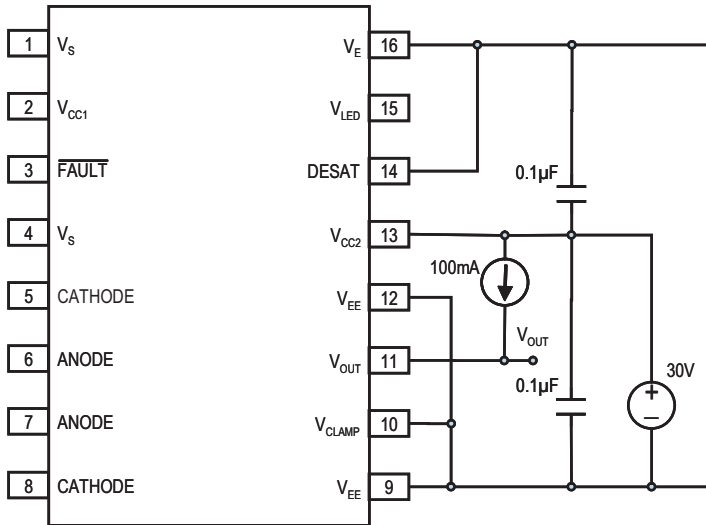 1 V_S
V_E 16
2 V_CC1
V_LED 15
3 FAULT
DESAT 14
0.1µF
4 V_S
V_CC2 13
100mA
5 CATHODE
V_EE 12
V_OUT
6 ANODE
V_OUT 11
0.1µF
30V
+
–
7 ANODE
V_CLAMP 10
8 CATHODE
V_EE 9